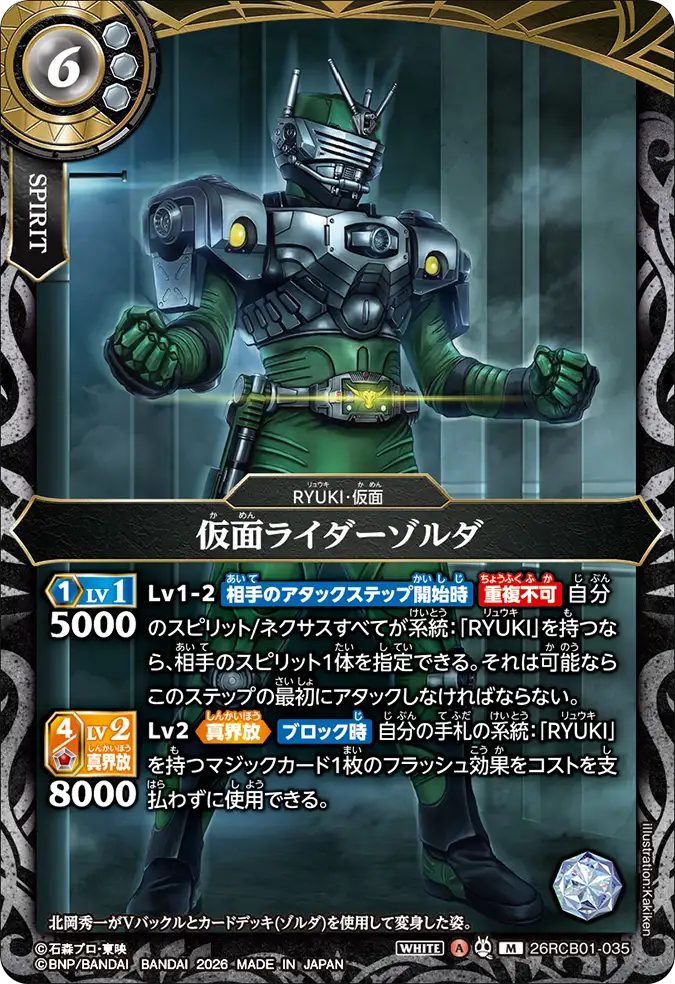 6
SPIRIT
RYUKI・仮面
リュウキ か めん
仮面ライダーゾルダ
か めん
1 LV1
5000
Lv1-2 相手のアタックステップ開始時 重複不可 自分
のスピリット/ネクサスすべてが系統：「RYUKI」を持つな
ら、相手のスピリット1体を指定できる。それは可能なら
このステップの最初にアタックしなければならない。
4 LV2
真界放
8000
Lv2 真界放 ブロック時 自分の手札の系統：「RYUKI」
を持つマジックカード1枚のフラッシュ効果をコストを支
払わずに使用できる。
北岡秀一がVバックルとカードデッキ(ゾルダ)を使用して変身した姿。
illustration:Kakiken
©石森プロ・東映
©BNP/BANDAI BANDAI 2026 MADE IN JAPAN
WHITE A M 26RCB01-035